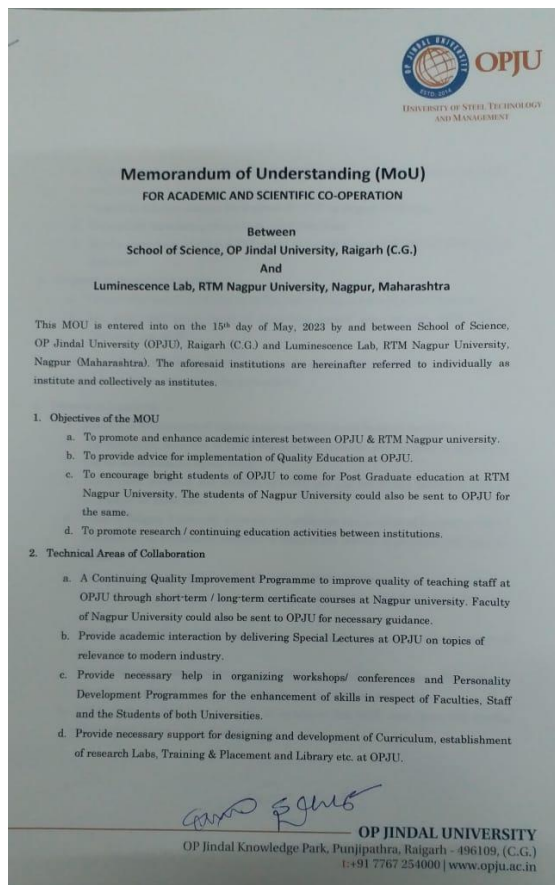 OP JINDAL UNIVERSITY
ESTD. 2014
OPJU
UNIVERSITY OF STEEL TECHNOLOGY
AND MANAGEMENT
Memorandum of Understanding (MoU)
FOR ACADEMIC AND SCIENTIFIC CO-OPERATION
Between
School of Science, OP Jindal University, Raigarh (C.G.)
And
Luminescence Lab, RTM Nagpur University, Nagpur, Maharashtra
This MOU is entered into on the 15th day of May, 2023 by and between School of Science,
OP Jindal University (OPJU), Raigarh (C.G.) and Luminescence Lab, RTM Nagpur University,
Nagpur (Maharashtra). The aforesaid institutions are hereinafter referred to individually as
institute and collectively as institutes.
1. Objectives of the MOU
a. To promote and enhance academic interest between OPJU & RTM Nagpur university.
b. To provide advice for implementation of Quality Education at OPJU.
c. To encourage bright students of OPJU to come for Post Graduate education at RTM
Nagpur University. The students of Nagpur University could also be sent to OPJU for
the same.
d. To promote research / continuing education activities between institutions.
2. Technical Areas of Collaboration
a. A Continuing Quality Improvement Programme to improve quality of teaching staff at
OPJU through short-term / long-term certificate courses at Nagpur university. Faculty
of Nagpur University could also be sent to OPJU for necessary guidance.
b. Provide academic interaction by delivering Special Lectures at OPJU on topics of
relevance to modern industry.
c. Provide necessary help in organizing workshops/ conferences and Personality
Development Programmes for the enhancement of skills in respect of Faculties, Staff
and the Students of both Universities.
d. Provide necessary support for designing and development of Curriculum, establishment
of research Labs, Training & Placement and Library etc. at OPJU.
OP JINDAL UNIVERSITY
OP Jindal Knowledge Park, Punjipathra, Raigarh - 496109, (C.G.)
t:+91 7767 254000 | www.opju.ac.in